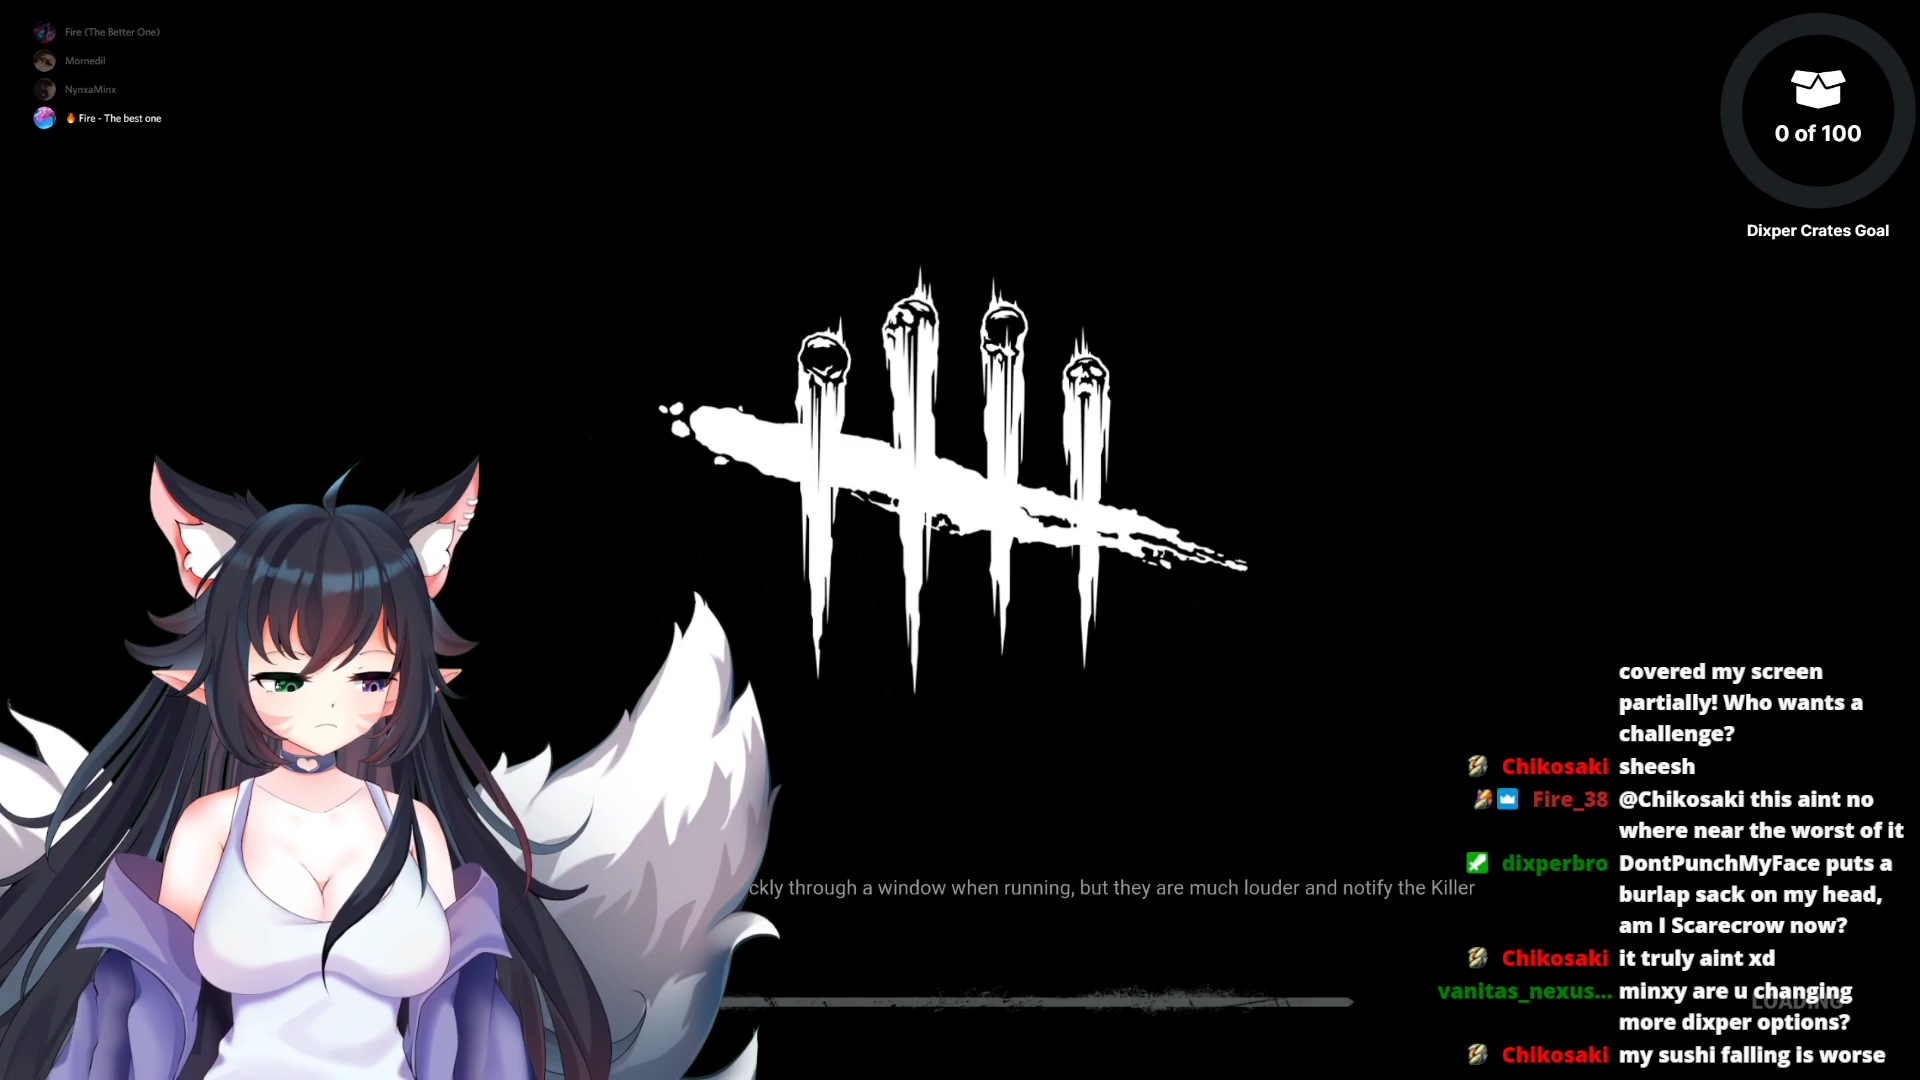 Fire (The Better One)
Mornedil
NynxaMinx
🔥 Fire - The best one
0 of 100
Dixper Crates Goal
covered my screen
partially! Who wants a
challenge?
Chikosaki sheesh
Fire_38 @Chikosaki this aint no
where near the worst of it
dixperbro DontPunchMyFace puts a
burlap sack on my head,
am I Scarecrow now?
ckly through a window when running, but they are much louder and notify the Killer
Chikosaki it truly aint xd
vanitas_nexus... minxy are u changing
more dixper options?
LOADING
Chikosaki my sushi falling is worse